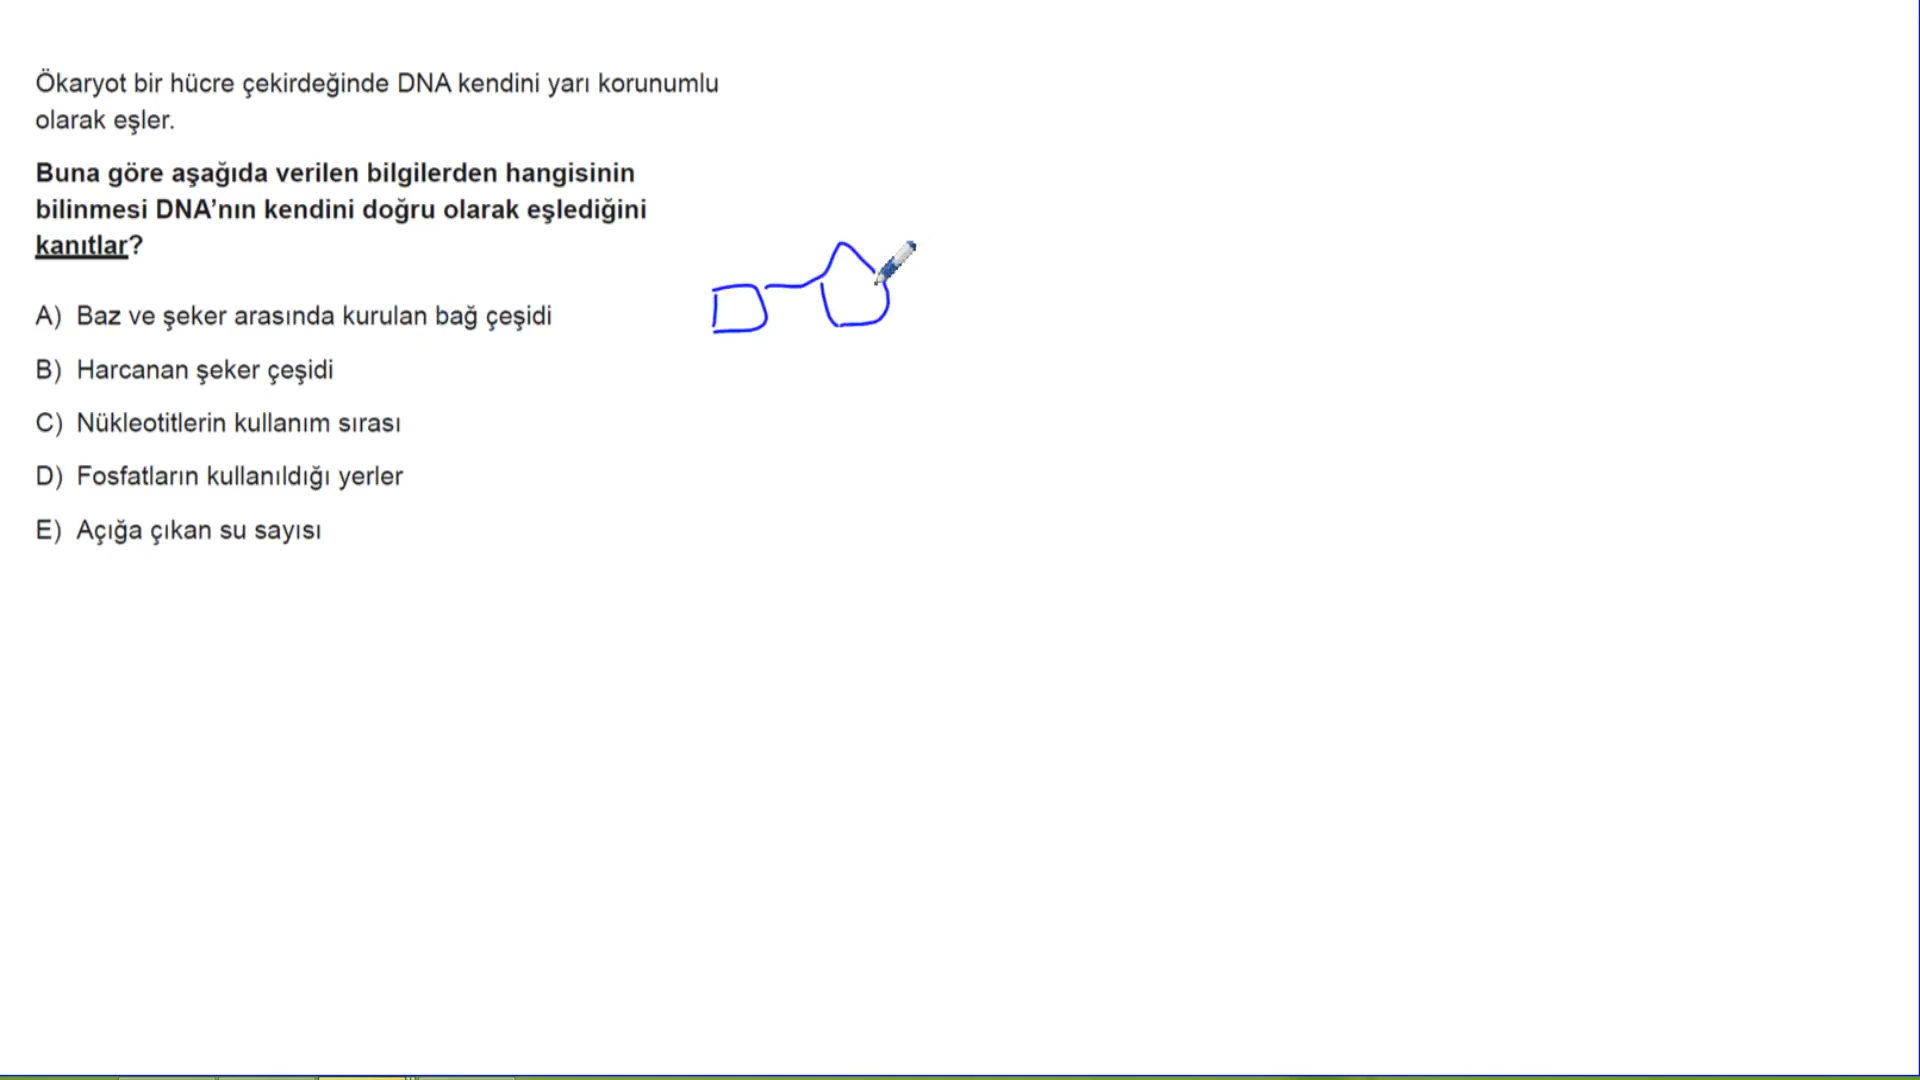 Ökaryot bir hücre çekirdeğinde DNA kendini yarı korunumlu
olarak eşler.
Buna göre aşağıda verilen bilgilerden hangisinin
bilinmesi DNA’nın kendini doğru olarak eşlediğini
kanıtlar?
A) Baz ve şeker arasında kurulan bağ çeşidi
B) Harcanan şeker çeşidi
C) Nükleotitlerin kullanım sırası
D) Fosfatların kullanıldığı yerler
E) Açığa çıkan su sayısı